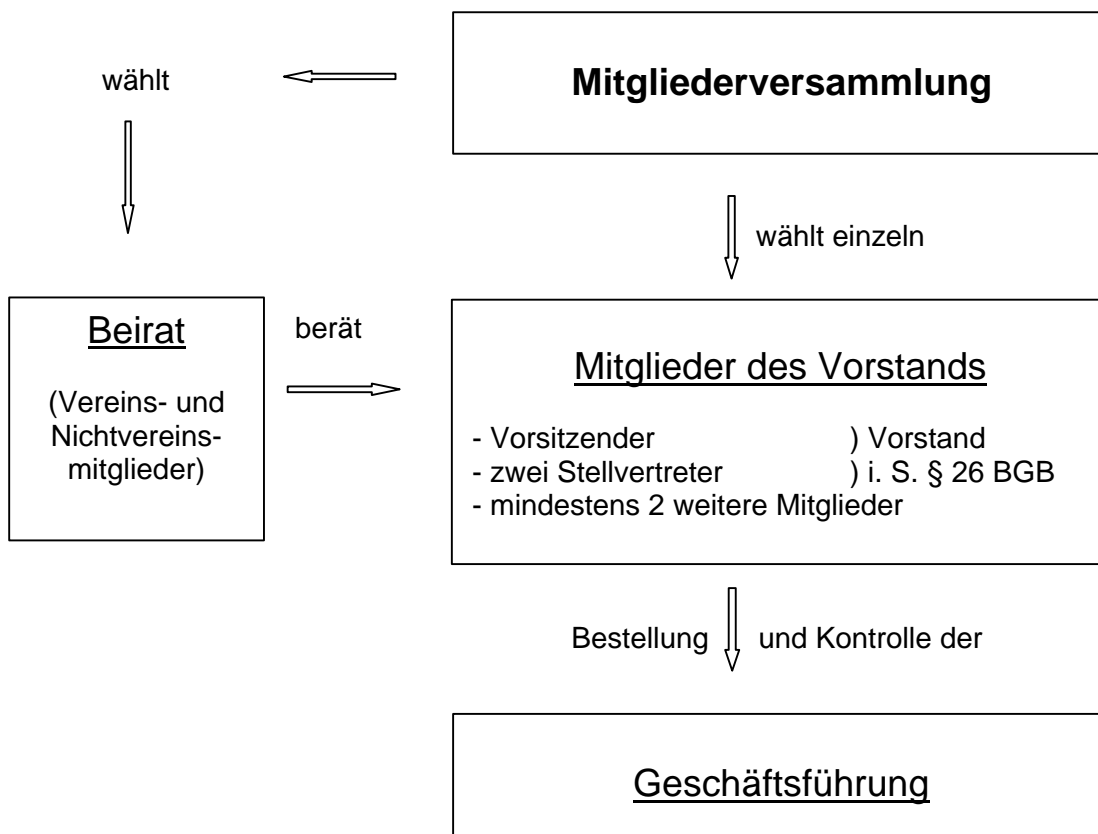 Mitgliederversammlung
wählt
wählt einzeln
Beirat
(Vereins- und
Nichtvereins-
mitglieder)
berät
Mitglieder des Vorstands
- Vorsitzender ) Vorstand
- zwei Stellvertreter ) i. S. § 26 BGB
- mindestens 2 weitere Mitglieder
Bestellung und Kontrolle der
Geschäftsführung